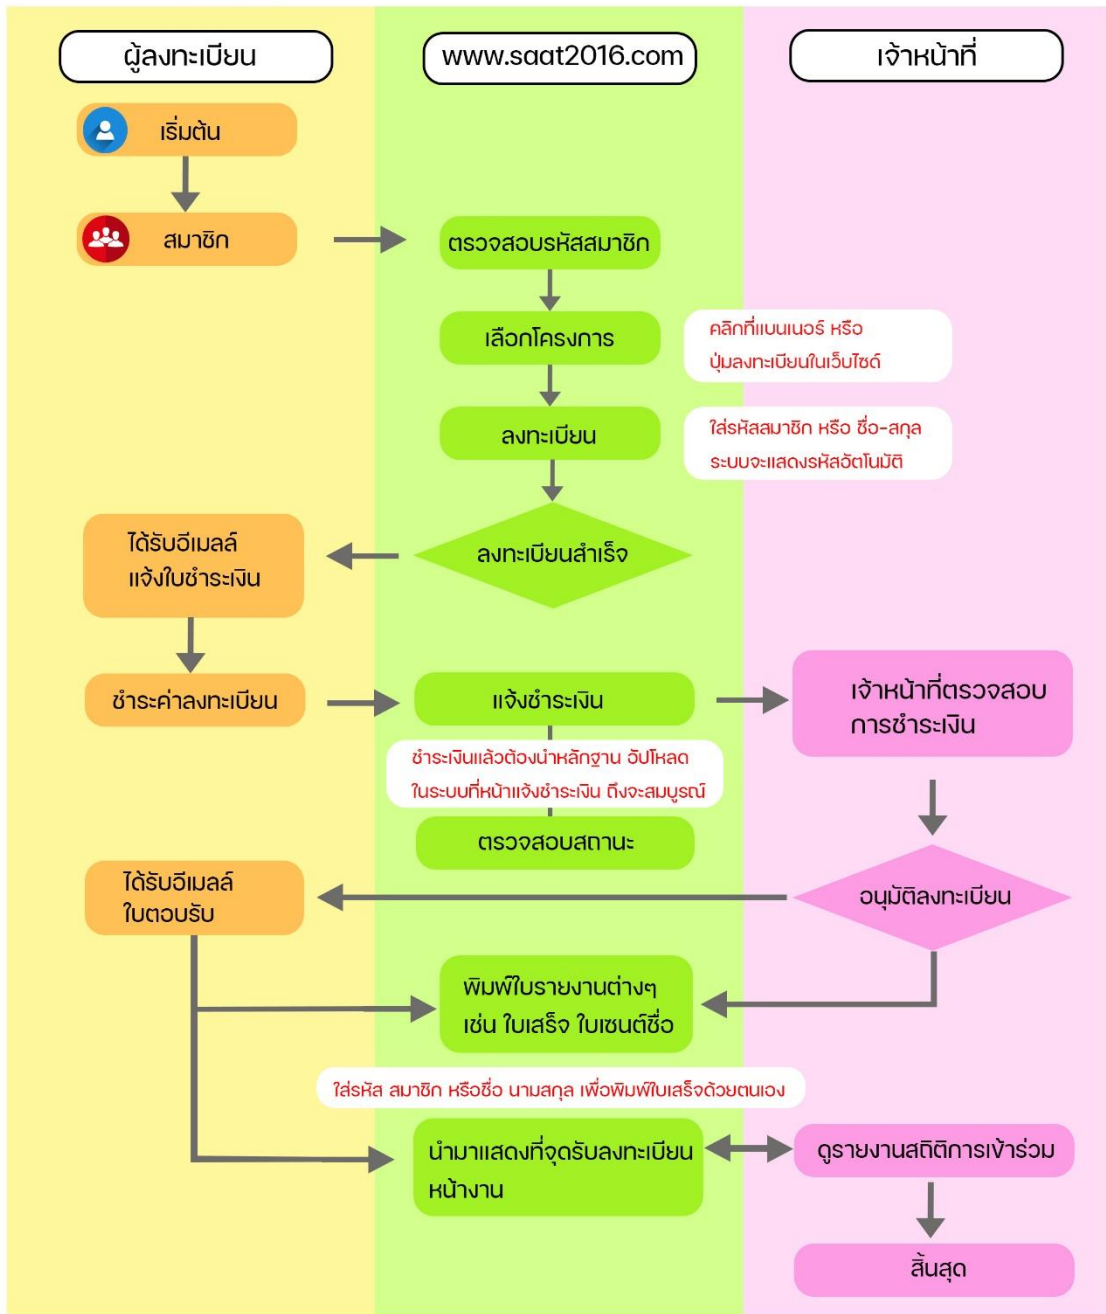 ผู้ลงทะเบียน
www.saat2016.com
เจ้าหน้าที่
เริ่มต้น
สมาชิก
ตรวจสอบรหัสสมาชิก
เลือกโครงการ
คลิกที่แบนเนอร์ หรือ
ปุ่มลงทะเบียนในเว็บไซด์
ลงทะเบียน
ใส่รหัสสมาชิก หรือ ชื่อ-สกุล
ระบบจะแสดงรหัสอัตโนมัติ
ลงทะเบียนสำเร็จ
ได้รับอีเมลล์
แจ้งใบชำระเงิน
ชำระค่าลงทะเบียน
แจ้งชำระเงิน
เจ้าหน้าที่ตรวจสอบ
การชำระเงิน
ชำระเงินแล้วต้องนำหลักฐาน อัปโหลด
ในระบบที่หน้าแจ้งชำระเงิน ถึงจะสมบูรณ์
ตรวจสอบสถานะ
ได้รับอีเมลล์
ใบตอบรับ
อนุมัติลงทะเบียน
พิมพ์ใบรายงานต่างๆ
เช่น ใบเสร็จ ใบเซนต์ชื่อ
ใส่รหัส สมาชิก หรือชื่อ นามสกุล เพื่อพิมพ์ใบเสร็จด้วยตนเอง
นำมาแสดงที่จุดรับลงทะเบียน
หน้างาน
ดูรายงานสถิติการเข้าร่วม
สิ้นสุด